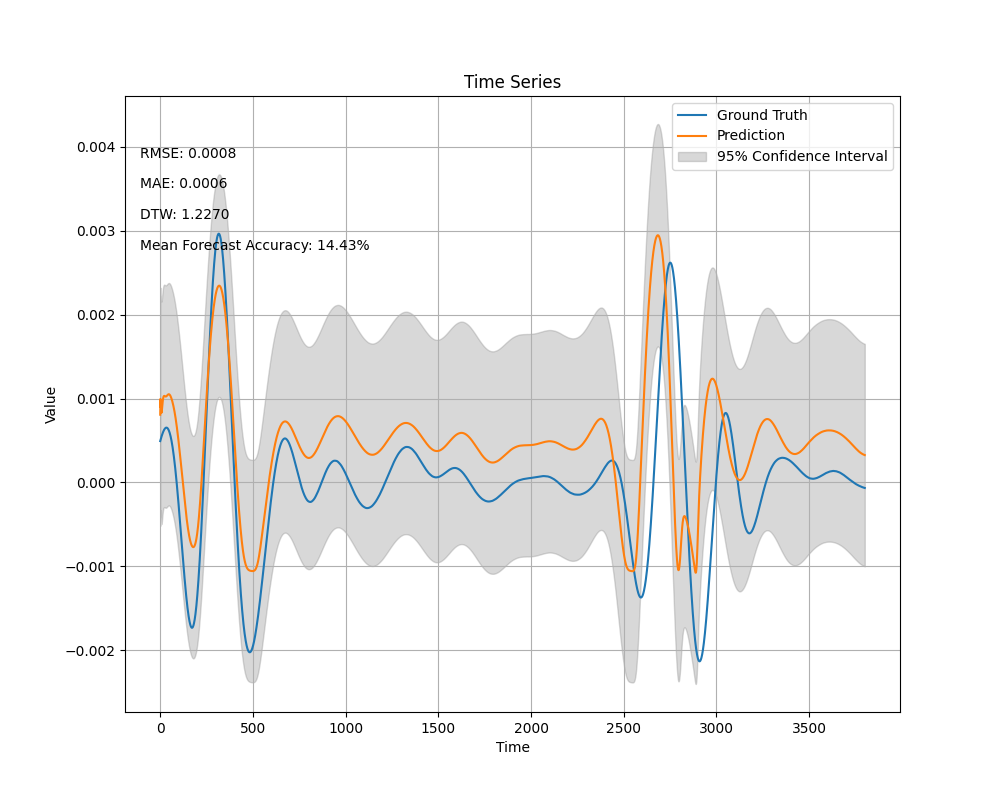 Time Series
Ground Truth
Prediction
95% Confidence Interval
RMSE: 0.0008
MAE: 0.0006
DTW: 1.2270
Mean Forecast Accuracy: 14.43%
Value
0.004
0.003
0.002
0.001
0.000
−0.001
−0.002
0 500 1000 1500 2000 2500 3000 3500
Time